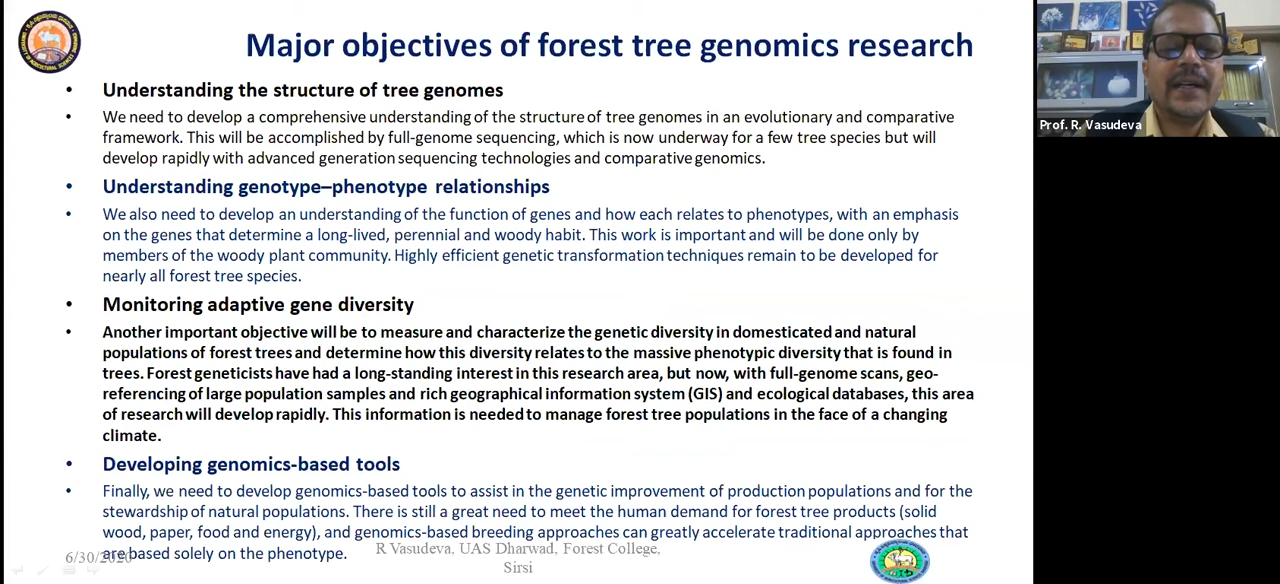 Major objectives of forest tree genomics research
• Understanding the structure of tree genomes
• We need to develop a comprehensive understanding of the structure of tree genomes in an evolutionary and comparative
framework. This will be accomplished by full-genome sequencing, which is now underway for a few tree species but will
develop rapidly with advanced generation sequencing technologies and comparative genomics.
• Understanding genotype–phenotype relationships
• We also need to develop an understanding of the function of genes and how each relates to phenotypes, with an emphasis
on the genes that determine a long-lived, perennial and woody habit. This work is important and will be done only by
members of the woody plant community. Highly efficient genetic transformation techniques remain to be developed for
nearly all forest tree species.
• Monitoring adaptive gene diversity
• Another important objective will be to measure and characterize the genetic diversity in domesticated and natural
populations of forest trees and determine how this diversity relates to the massive phenotypic diversity that is found in
trees. Forest geneticists have had a long-standing interest in this research area, but now, with full-genome scans, geo-
referencing of large population samples and rich geographical information system (GIS) and ecological databases, this area
of research will develop rapidly. This information is needed to manage forest tree populations in the face of a changing
climate.
• Developing genomics-based tools
• Finally, we need to develop genomics-based tools to assist in the genetic improvement of production populations and for the
stewardship of natural populations. There is still a great need to meet the human demand for forest tree products (solid
wood, paper, food and energy), and genomics-based breeding approaches can greatly accelerate traditional approaches that
are based solely on the phenotype.
6/30/2020
R Vasudeva, UAS Dharwad, Forest College,
Sirsi
Prof. R. Vasudeva